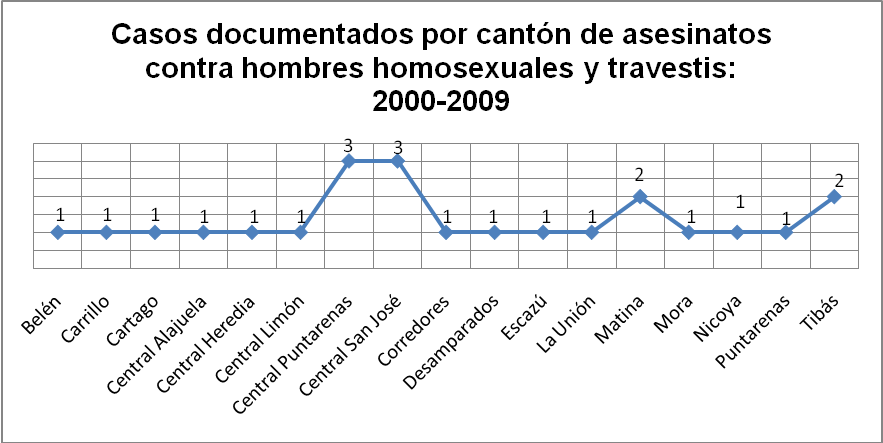 Casos documentados por cantón de asesinatos
contra hombres homosexuales y travestis:
2000-2009
1 1 1 1 1 1 3 3 1 1 1 1 2 1 1 1 2
Belén
Carrillo
Cartago
Central Alajuela
Central Heredia
Central Limón
Central Puntarenas
Central San José
Corredores
Desamparados
Escazú
La Unión
Matina
Mora
Nicoya
Puntarenas
Tibás